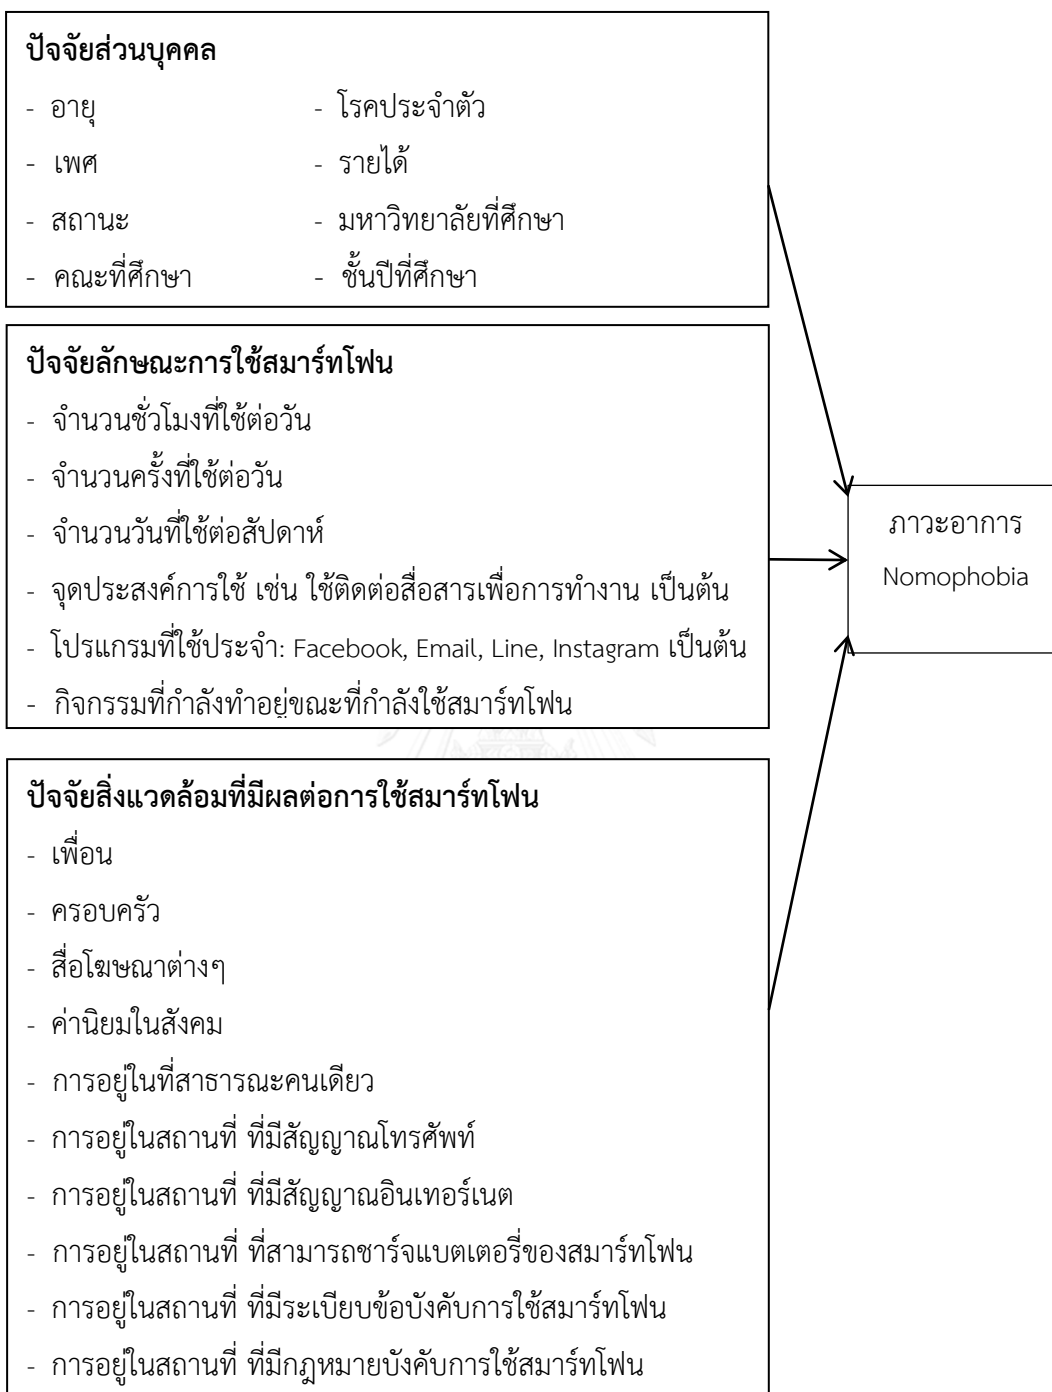 ปัจจัยส่วนบุคคล
- อายุ - โรคประจำตัว
- เพศ - รายได้
- สถานะ - มหาวิทยาลัยที่ศึกษา
- คณะที่ศึกษา - ชั้นปีที่ศึกษา
ปัจจัยลักษณะการใช้สมาร์ทโฟน
- จำนวนชั่วโมงที่ใช้ต่อวัน
- จำนวนครั้งที่ใช้ต่อวัน
- จำนวนวันที่ใช้ต่อสัปดาห์
- จุดประสงค์การใช้ เช่น ใช้ติดต่อสื่อสารเพื่อการทำงาน เป็นต้น
- โปรแกรมที่ใช้ประจำ: Facebook, Email, Line, Instagram เป็นต้น
- กิจกรรมที่กำลังทำอยู่ขณะที่กำลังใช้สมาร์ทโฟน
ภาวะอาการ
Nomophobia
ปัจจัยสิ่งแวดล้อมที่มีผลต่อการใช้สมาร์ทโฟน
- เพื่อน
- ครอบครัว
- สื่อโฆษณาต่างๆ
- ค่านิยมในสังคม
- การอยู่ในที่สาธารณะคนเดียว
- การอยู่ในสถานที่ ที่มีสัญญาณโทรศัพท์
- การอยู่ในสถานที่ ที่มีสัญญาณอินเทอร์เนต
- การอยู่ในสถานที่ ที่สามารถชาร์จแบตเตอรี่ของสมาร์ทโฟน
- การอยู่ในสถานที่ ที่มีระเบียบข้อบังคับการใช้สมาร์ทโฟน
- การอยู่ในสถานที่ ที่มีกฎหมายบังคับการใช้สมาร์ทโฟน